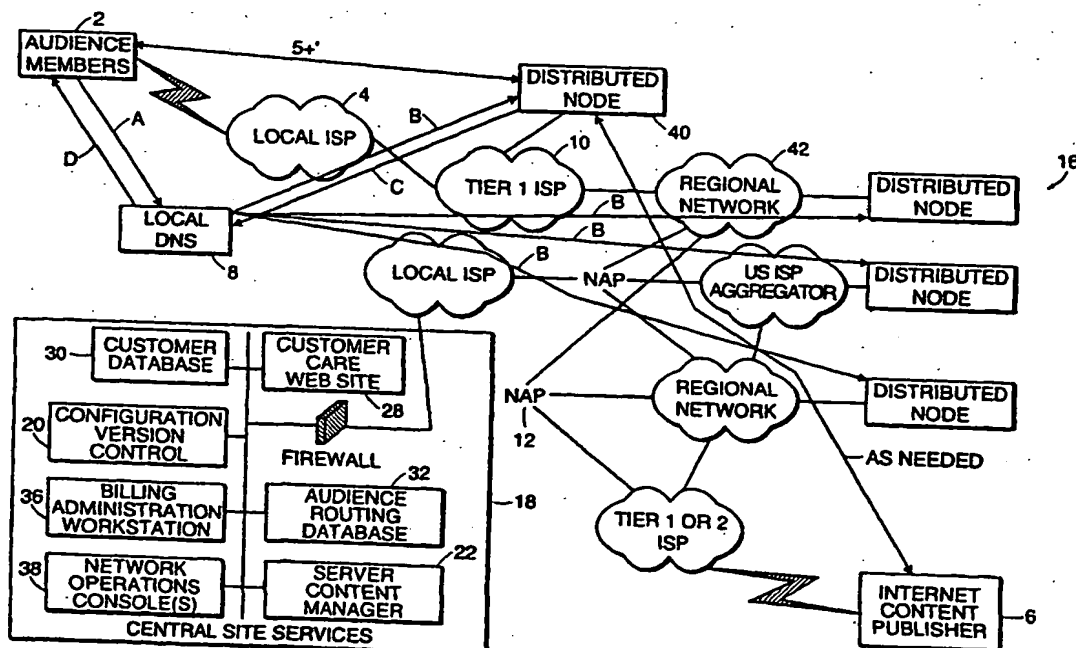 2
AUDIENCE
MEMBERS
5+'
DISTRIBUTED
NODE
40
4
LOCAL ISP
A
D
B
C
10
TIER 1 ISP
42
REGIONAL
NETWORK
16
DISTRIBUTED
NODE
B
B
B
LOCAL
DNS
8
LOCAL ISP
NAP
US ISP
AGGREGATOR
DISTRIBUTED
NODE
REGIONAL
NETWORK
DISTRIBUTED
NODE
NAP
12
AS NEEDED
TIER 1 OR 2
ISP
INTERNET
CONTENT
PUBLISHER
6
30
CUSTOMER
DATABASE
CUSTOMER
CARE
WEB SITE
28
20
CONFIGURATION
VERSION
CONTROL
FIREWALL
36
BILLING
ADMINISTRATION
WORKSTATION
32
AUDIENCE
ROUTING
DATABASE
18
38
NETWORK
OPERATIONS
CONSOLE(S)
22
SERVER
CONTENT
MANAGER
CENTRAL SITE SERVICES